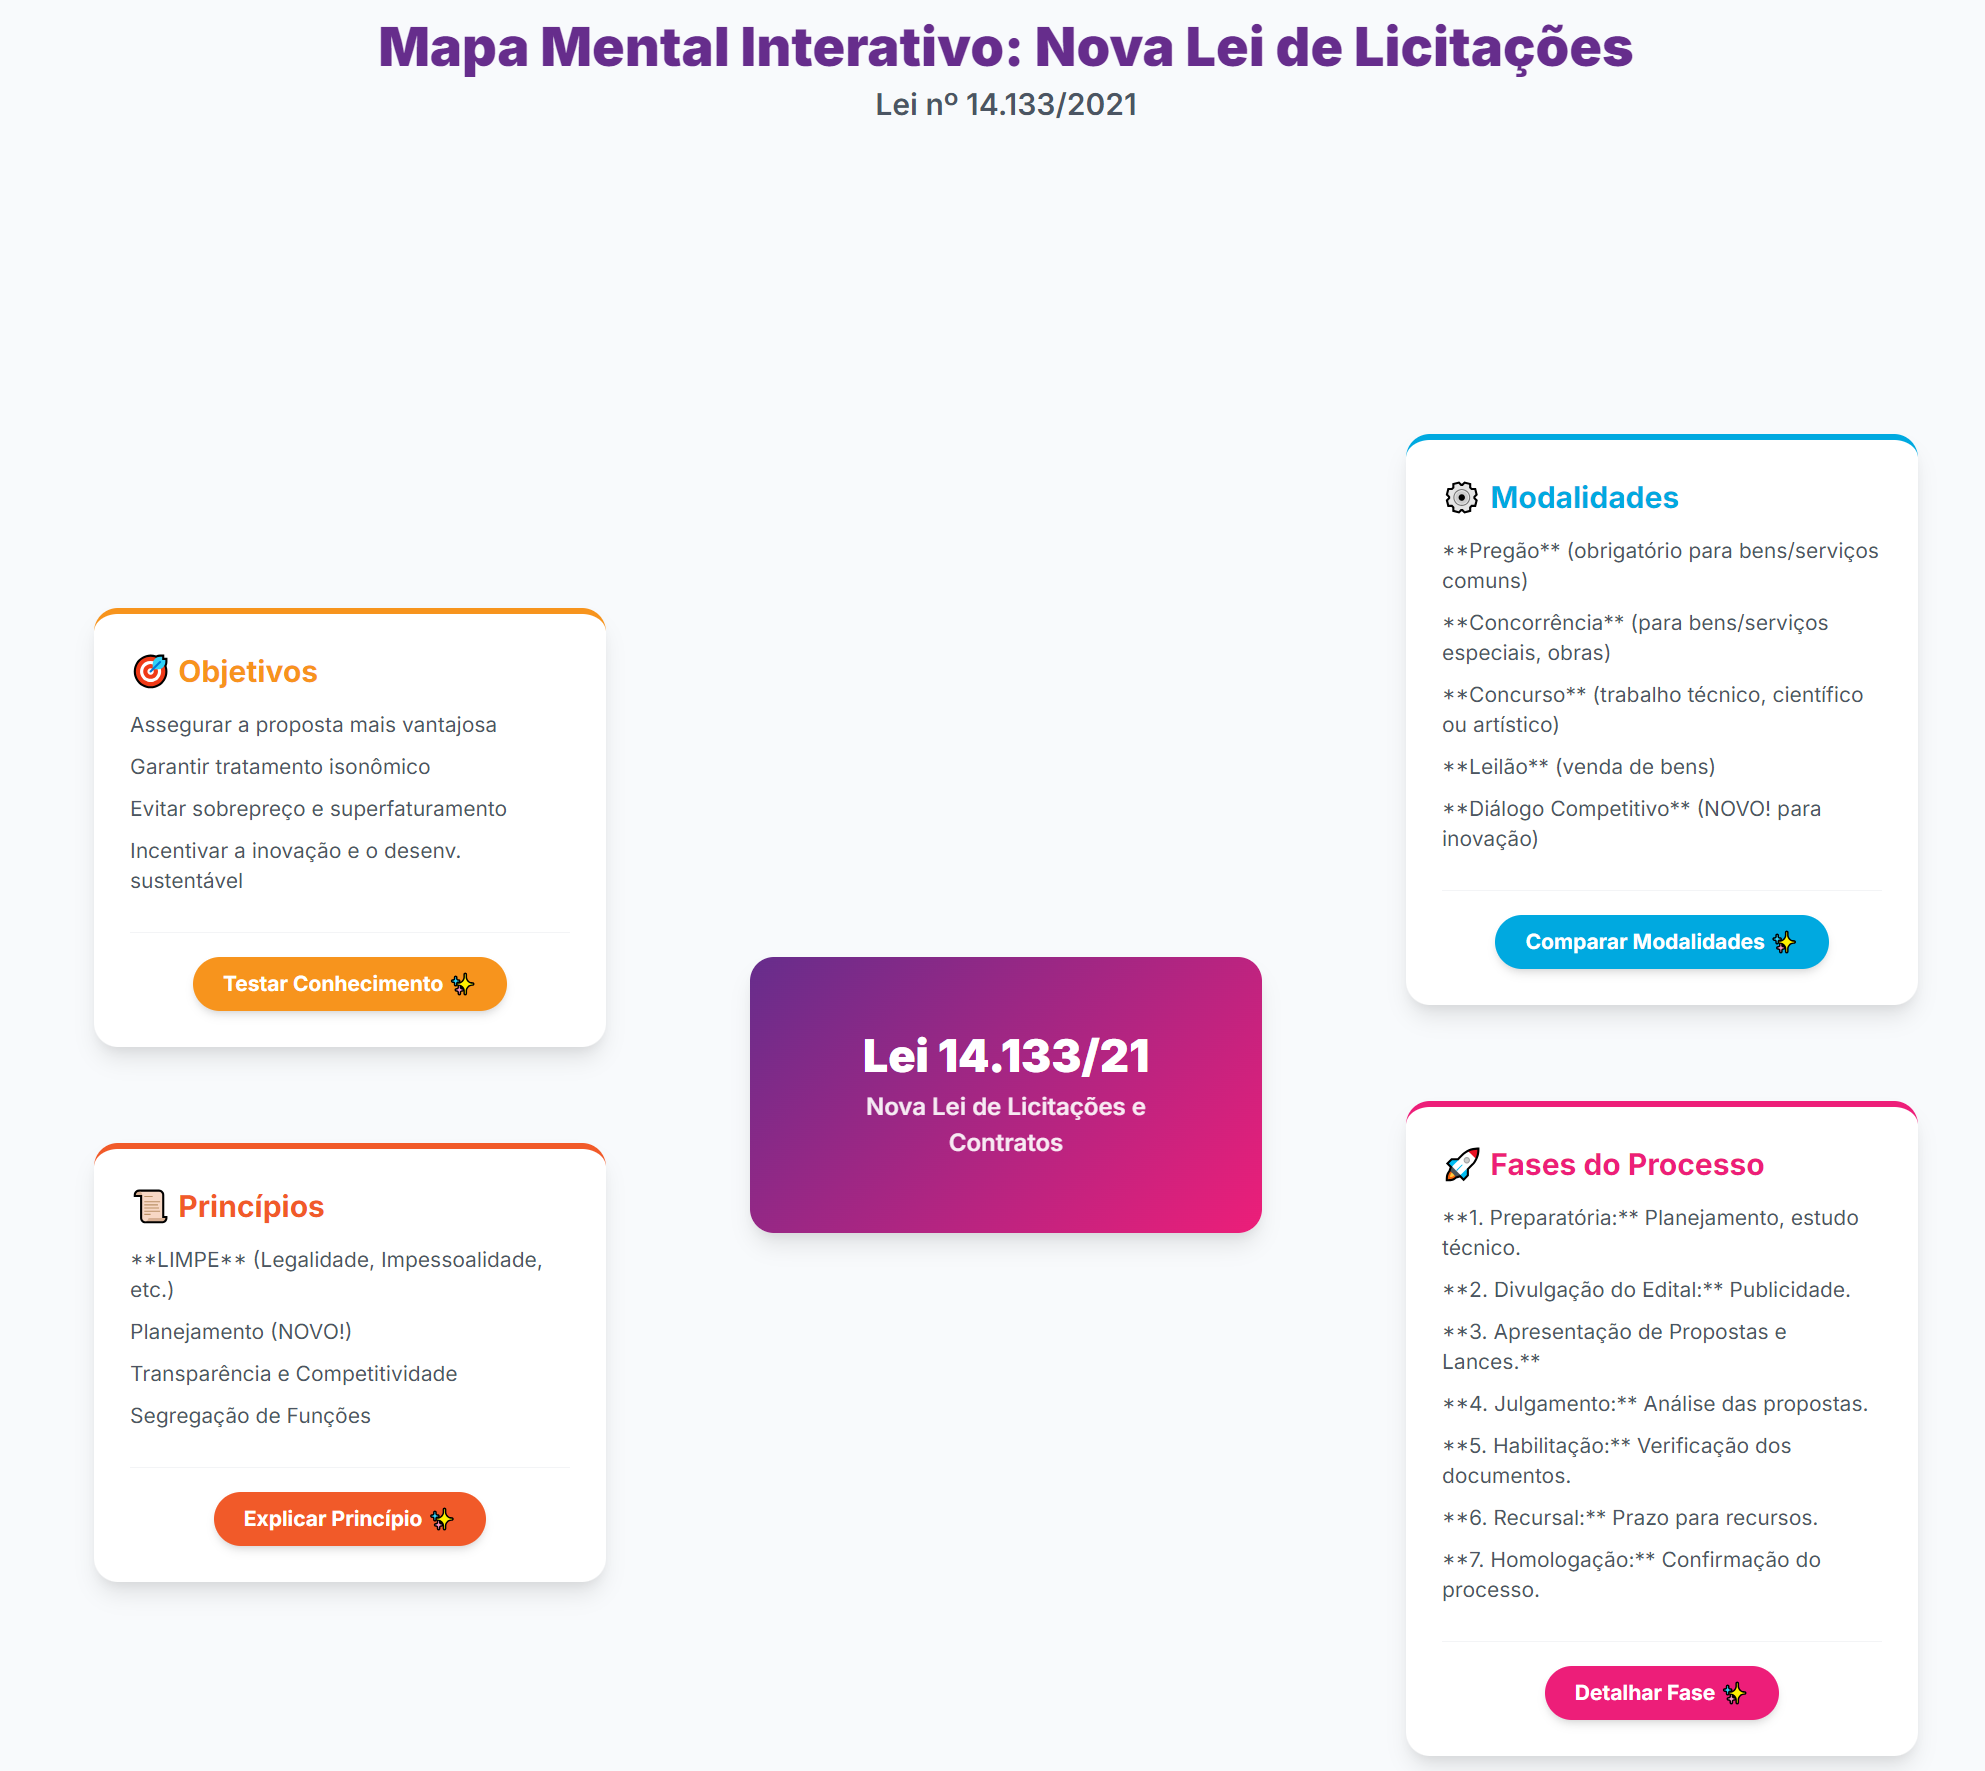 Mapa Mental Interativo: Nova Lei de Licitações
Lei nº 14.133/2021
🎯 Objetivos
Assegurar a proposta mais vantajosa
Garantir tratamento isonômico
Evitar sobrepreço e superfaturamento
Incentivar a inovação e o desenv.
sustentável
Testar Conhecimento ✨
📜 Princípios
**LIMPE** (Legalidade, Impessoalidade,
etc.)
Planejamento (NOVO!)
Transparência e Competitividade
Segregação de Funções
Explicar Princípio ✨
Lei 14.133/21
Nova Lei de Licitações e
Contratos
⚙️ Modalidades
**Pregão** (obrigatório para bens/serviços
comuns)
**Concorrência** (para bens/serviços
especiais, obras)
**Concurso** (trabalho técnico, científico
ou artístico)
**Leilão** (venda de bens)
**Diálogo Competitivo** (NOVO! para
inovação)
Comparar Modalidades ✨
🚀 Fases do Processo
**1. Preparatória:** Planejamento, estudo
técnico.
**2. Divulgação do Edital:** Publicidade.
**3. Apresentação de Propostas e
Lances.**
**4. Julgamento:** Análise das propostas.
**5. Habilitação:** Verificação dos
documentos.
**6. Recursal:** Prazo para recursos.
**7. Homologação:** Confirmação do
processo.
Detalhar Fase ✨